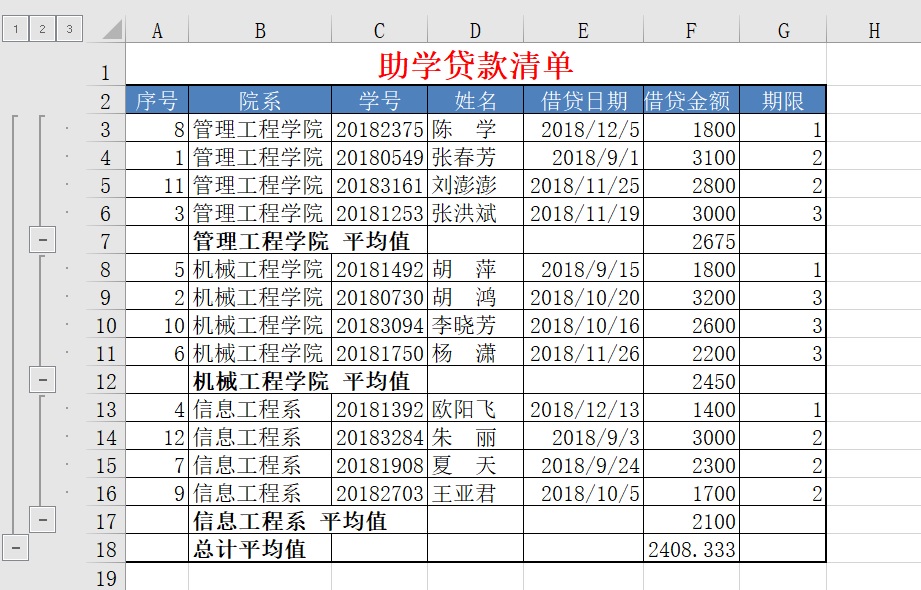 1 2 3 A B C D E F G H
1 助学贷款清单
2 序号 院系 学号 姓名 借贷日期 借贷金额 期限
3 8 管理工程学院 20182375 陈 学 2018/12/5 1800 1
4 1 管理工程学院 20180549 张春芳 2018/9/1 3100 2
5 11 管理工程学院 20183161 刘澎澎 2018/11/25 2800 2
6 3 管理工程学院 20181253 张洪斌 2018/11/19 3000 3
7 管理工程学院 平均值 2675
8 5 机械工程学院 20181492 胡 萍 2018/9/15 1800 1
9 2 机械工程学院 20180730 胡 鸿 2018/10/20 3200 3
10 10 机械工程学院 20183094 李晓芳 2018/10/16 2600 3
11 6 机械工程学院 20181750 杨 潇 2018/11/26 2200 3
12 机械工程学院 平均值 2450
13 4 信息工程系 20181392 欧阳飞 2018/12/13 1400 1
14 12 信息工程系 20183284 朱 丽 2018/9/3 3000 2
15 7 信息工程系 20181908 夏 天 2018/9/24 2300 2
16 9 信息工程系 20182703 王亚君 2018/10/5 1700 2
17 信息工程系 平均值 2100
18 总计平均值 2408.333
19